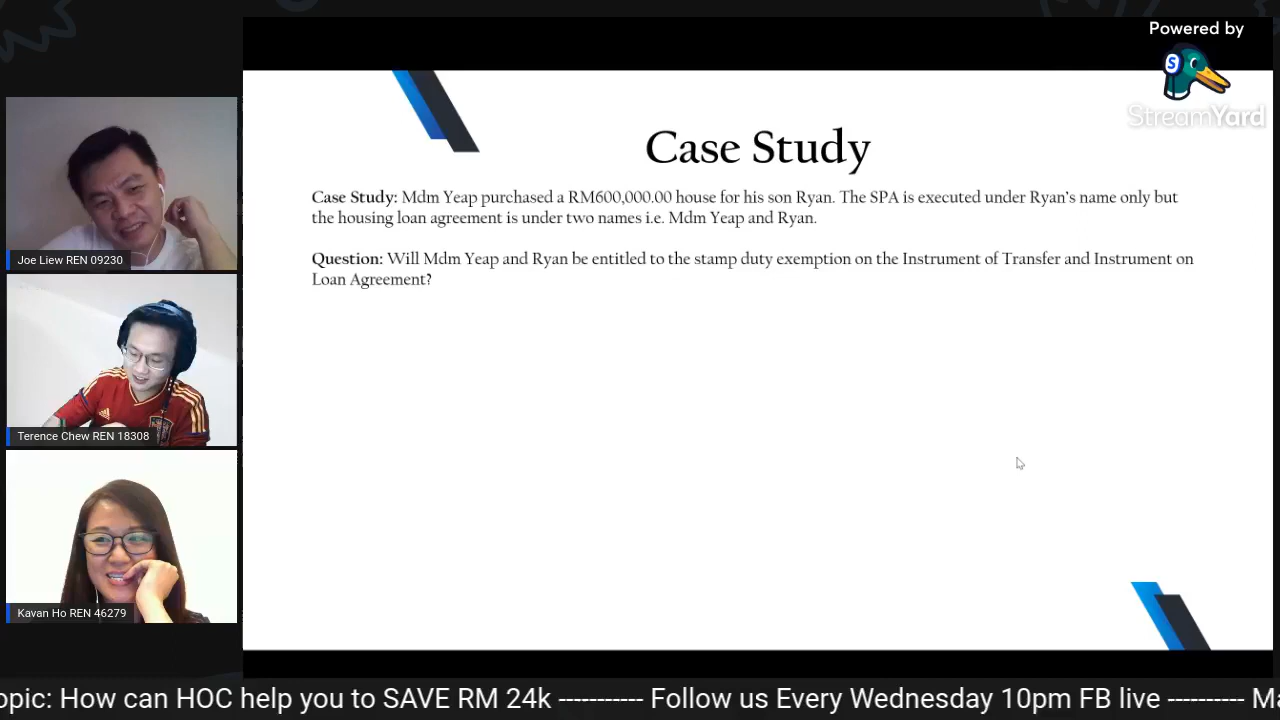 Powered by
S
StreamYard
Case Study
Case Study: Mdm Yeap purchased a RM600,000.00 house for his son Ryan. The SPA is executed under Ryan's name only but
the housing loan agreement is under two names i.e. Mdm Yeap and Ryan.
Question: Will Mdm Yeap and Ryan be entitled to the stamp duty exemption on the Instrument of Transfer and Instrument on
Loan Agreement?
Joe Liew REN 09230
Terence Chew REN 18308
Kavan Ho REN 46279
opic: How can HOC help you to SAVE RM 24k ----------- Follow us Every Wednesday 10pm FB live ---------- Ma